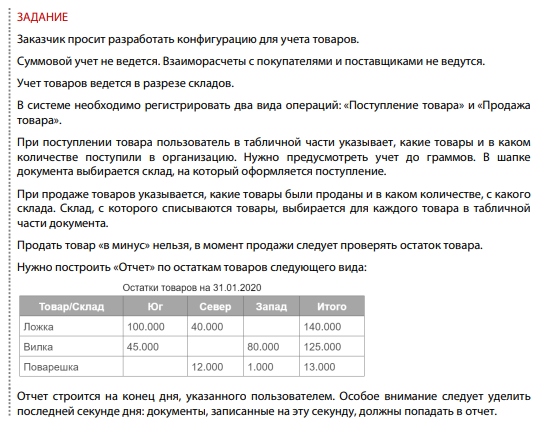 ЗАДАНИЕ
Заказчик просит разработать конфигурацию для учета товаров.
Суммовой учет не ведется. Взаиморасчеты с покупателями и поставщиками не ведутся.
Учет товаров ведется в разрезе складов.
В системе необходимо регистрировать два вида операций: «Поступление товара» и «Продажа
товара».
При поступлении товара пользователь в табличной части указывает, какие товары и в каком
количестве поступили в организацию. Нужно предусмотреть учет до граммов. В шапке
документа выбирается склад, на который оформляется поступление.
При продаже товаров указывается, какие товары были проданы и в каком количестве, с какого
склада. Склад, с которого списываются товары, выбирается для каждого товара в табличной
части документа.
Продать товар «в минус» нельзя, в момент продажи следует проверять остаток товара.
Нужно построить «Отчет» по остаткам товаров следующего вида:
Остатки товаров на 31.01.2020
Товар/Склад Юг Север Запад Итого
Ложка 100.000 40.000 140.000
Вилка 45.000 80.000 125.000
Поварешка 12.000 1.000 13.000
Отчет строится на конец дня, указанного пользователем. Особое внимание следует уделить
последней секунде дня: документы, записанные на эту секунду, должны попадать в отчет.